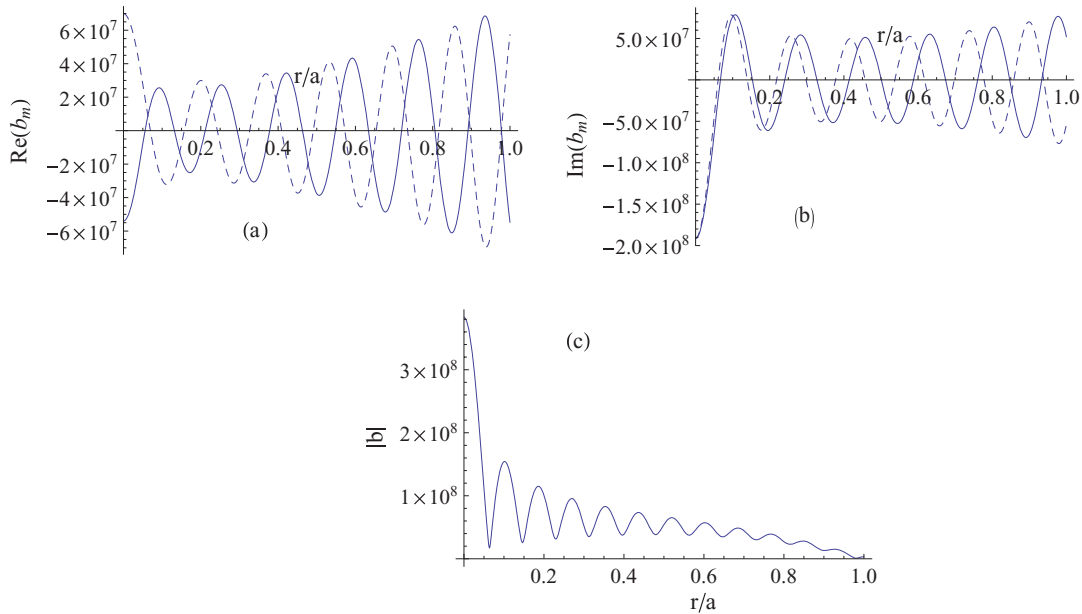 6×10⁷
4×10⁷
2×10⁷
−2×10⁷
−4×10⁷
−6×10⁷
Re(bₘ)
r/a
0.2 0.4 0.6 0.8 1.0
(a)
5.0×10⁷
−5.0×10⁷
−1.0×10⁸
−1.5×10⁸
−2.0×10⁸
Im(bₘ)
r/a
0.2 0.4 0.6 0.8 1.0
(b)
3×10⁸
2×10⁸
1×10⁸
|b|
(c)
0.2 0.4 0.6 0.8 1.0
r/a